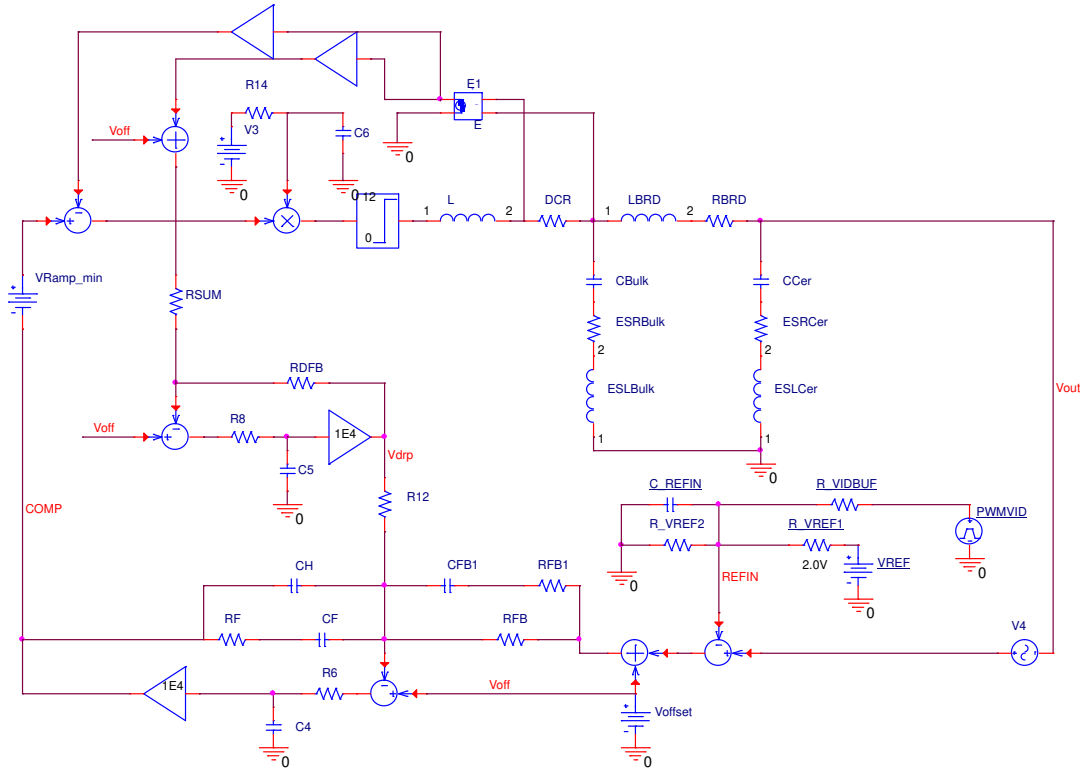 E1
R14
V3
E
Voff
C6
0
0
0
12
0
L
DCR
LBRD
RBRD
1
2
1
2
VRamp_min
RSUM
CBulk
CCer
ESRBulk
ESRCer
2
2
RDFB
ESLBulk
ESLCer
Vout
Voff
R8
1E4
1
1
Vdrp
C5
0
0
R12
COMP
C_REFIN
R_VIDBUF
R_VREF2
R_VREF1
PWMVID
2.0V
VREF
0
REFIN
0
0
CH
CFB1
RFB1
RF
CF
RFB
V4
1E4
R6
Voff
C4
Voffset
0
0